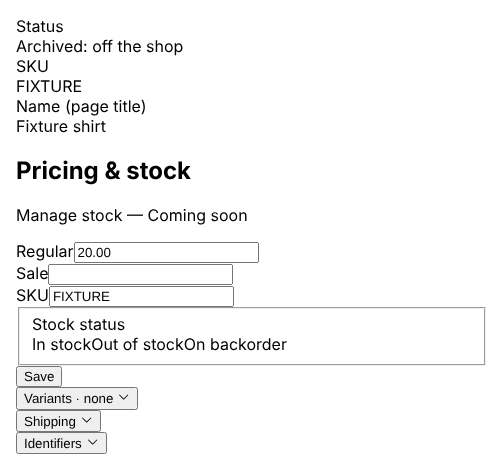 Status
Archived: off the shop
SKU
FIXTURE
Name (page title)
Fixture shirt
Pricing & stock
Manage stock — Coming soon
Regular 20.00
Sale
SKU FIXTURE
Stock status
In stockOut of stockOn backorder
Save
Variants · none
Shipping
Identifiers